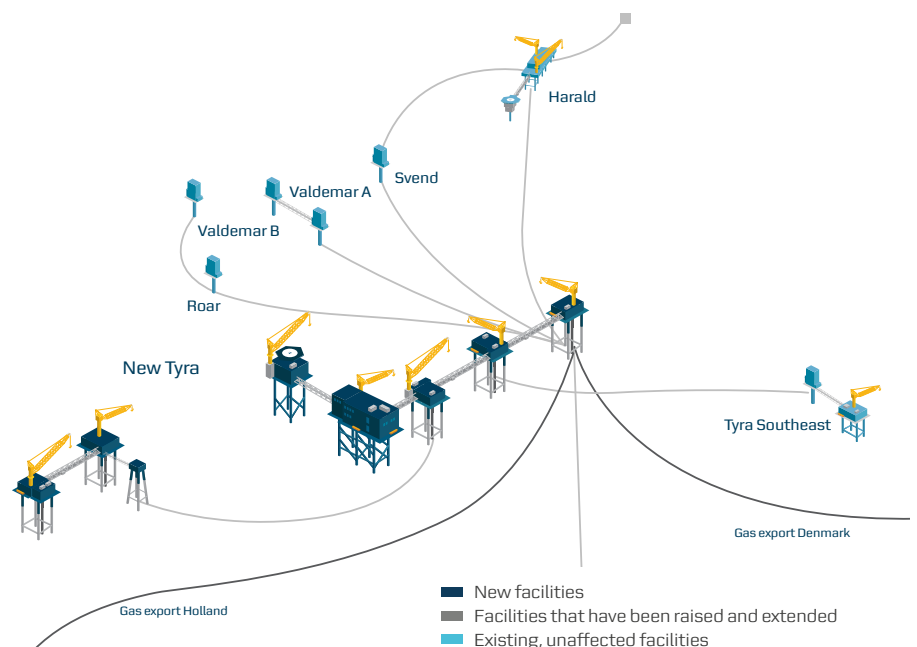 Harald
Svend
Valdemar A
Valdemar B
Roar
New Tyra
Tyra Southeast
Gas export Denmark
Gas export Holland
New facilities
Facilities that have been raised and extended
Existing, unaffected facilities